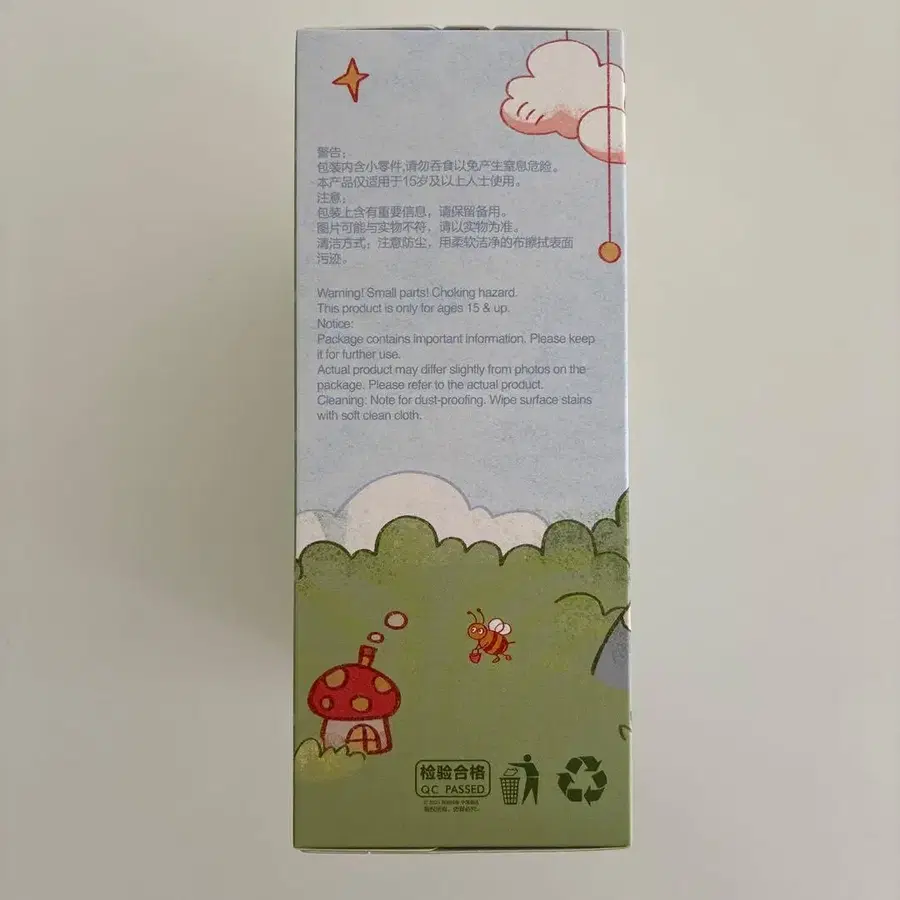 警告：
包装内含小零件,请勿吞食以免产生窒息危险。
本产品仅适用于15岁及以上人士使用。
注意：
包装上含有重要信息，请保留备用。
图片可能与实物不符，请以实物为准。
清洁方式：注意防尘，用柔软洁净的布擦拭表面
污迹。
Warning! Small parts! Choking hazard.
This product is only for ages 15 & up.
Notice:
Package contains important information. Please keep
it for further use.
Actual product may differ slightly from photos on the
package. Please refer to the actual product.
Cleaning: Note for dust-proofing. Wipe surface stains
with soft clean cloth.
检验合格
QC PASSED